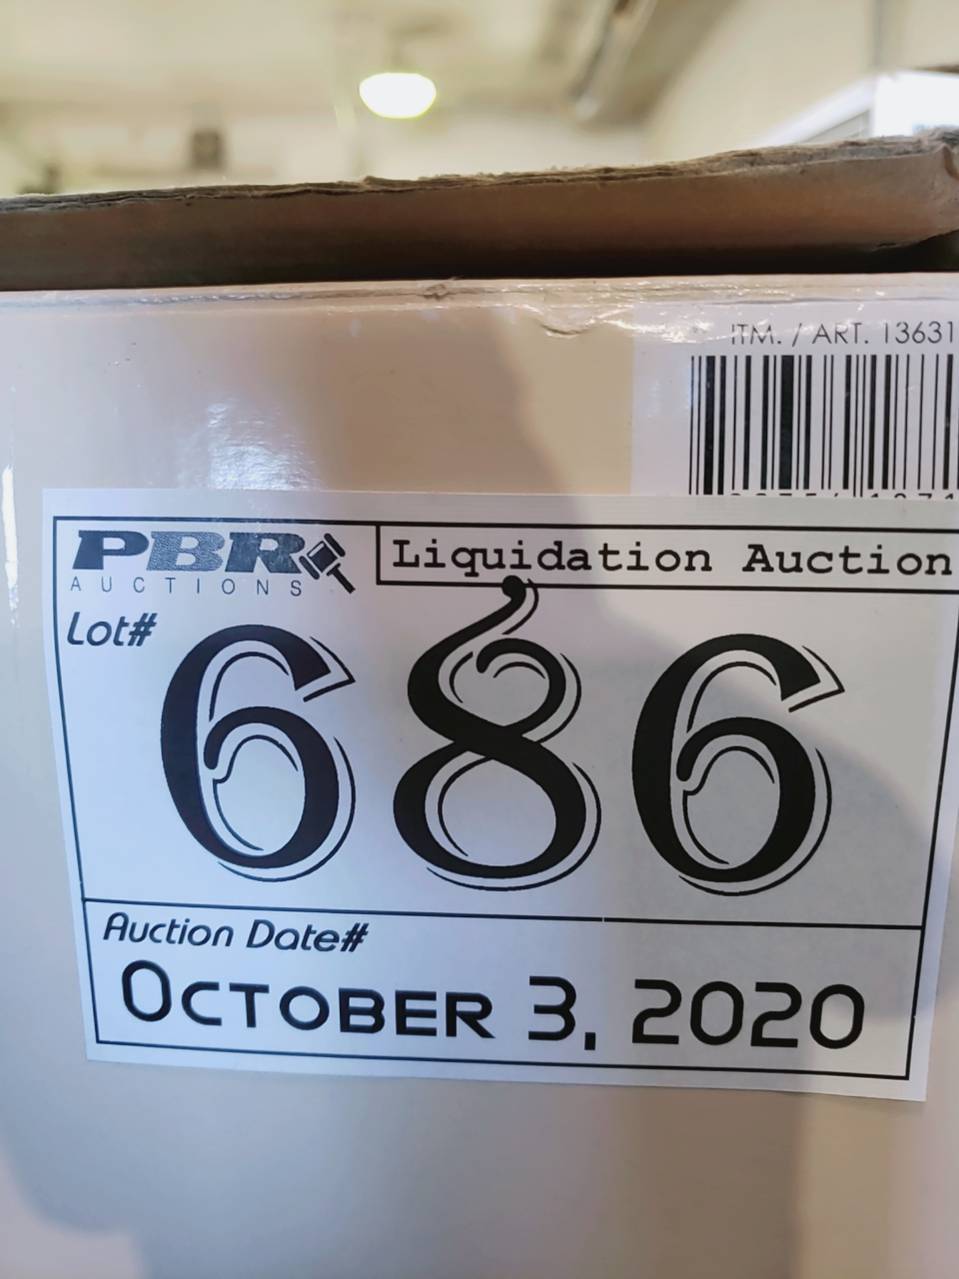 ITM. / ART. 13631
PBR
AUCTIONS
Liquidation Auction
Lot#
686
Auction Date#
October 3, 2020